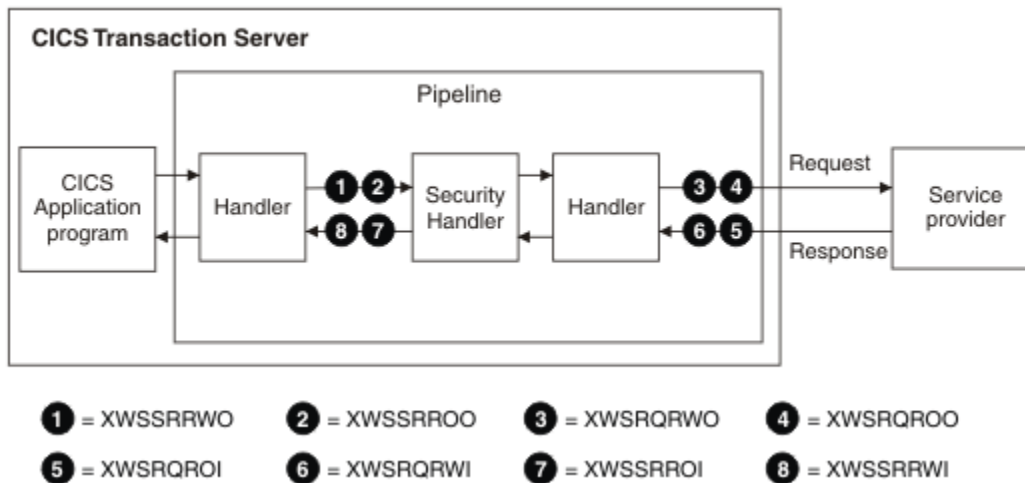 CICS Transaction Server
Pipeline
CICS
Application
program
Handler
1 2
8 7
Security
Handler
Handler
3 4
6 5
Request
Response
Service
provider
1 = XWSSRRWO 2 = XWSSRROO 3 = XWSRQRWO 4 = XWSRQROO
5 = XWSRQROI 6 = XWSRQRWI 7 = XWSSRROI 8 = XWSSRRWI